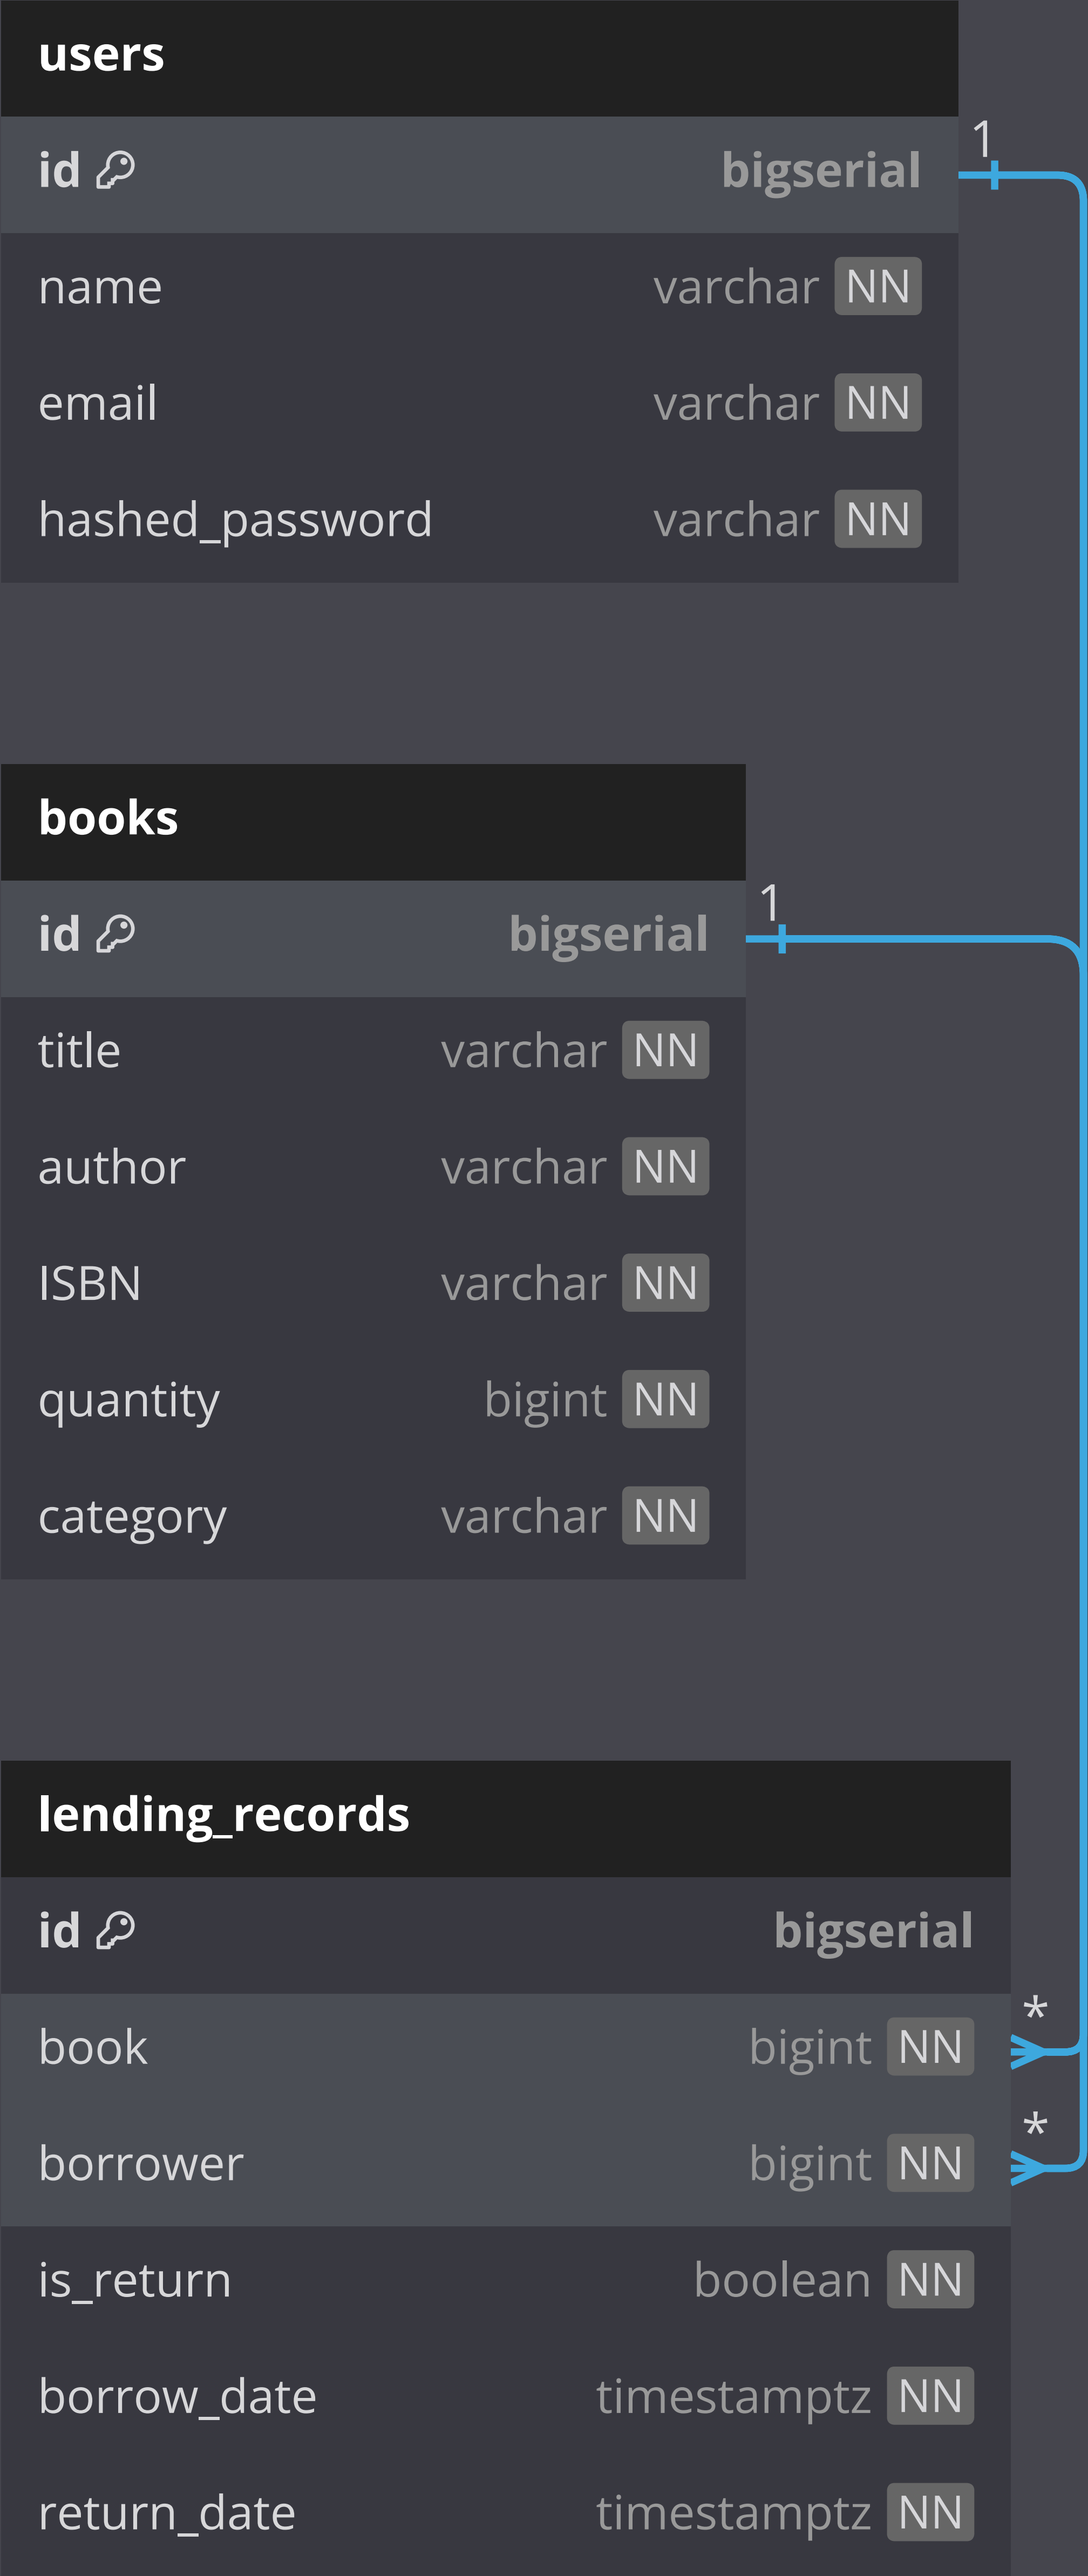 users
1
id bigserial
name varchar NN
email varchar NN
hashed_password varchar NN
books
1
id bigserial
title varchar NN
author varchar NN
ISBN varchar NN
quantity bigint NN
category varchar NN
lending_records
id bigserial
*
book bigint NN
*
borrower bigint NN
is_return boolean NN
borrow_date timestamptz NN
return_date timestamptz NN